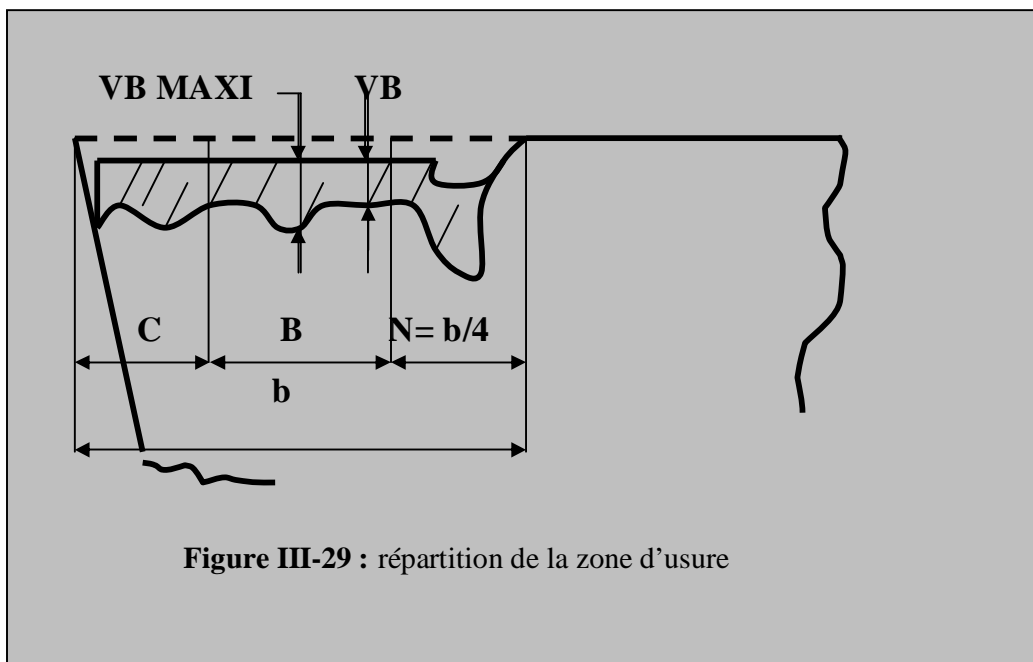 VB MAXI VB
C B N= b/4
b
Figure III-29 : répartition de la zone d’usure